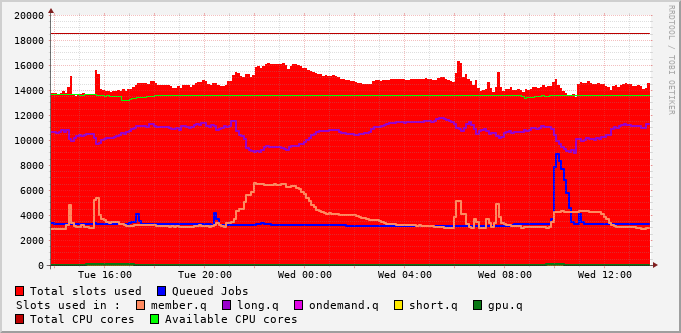 20000
18000
16000
14000
12000
10000
8000
6000
4000
2000
0
Tue 16:00 Tue 20:00 Wed 00:00 Wed 04:00 Wed 08:00 Wed 12:00
Total slots used Queued Jobs
Slots used in : member.q long.q ondemand.q short.q gpu.q
Total CPU cores Available CPU cores
RRDTOOL / TOBI OETIKER